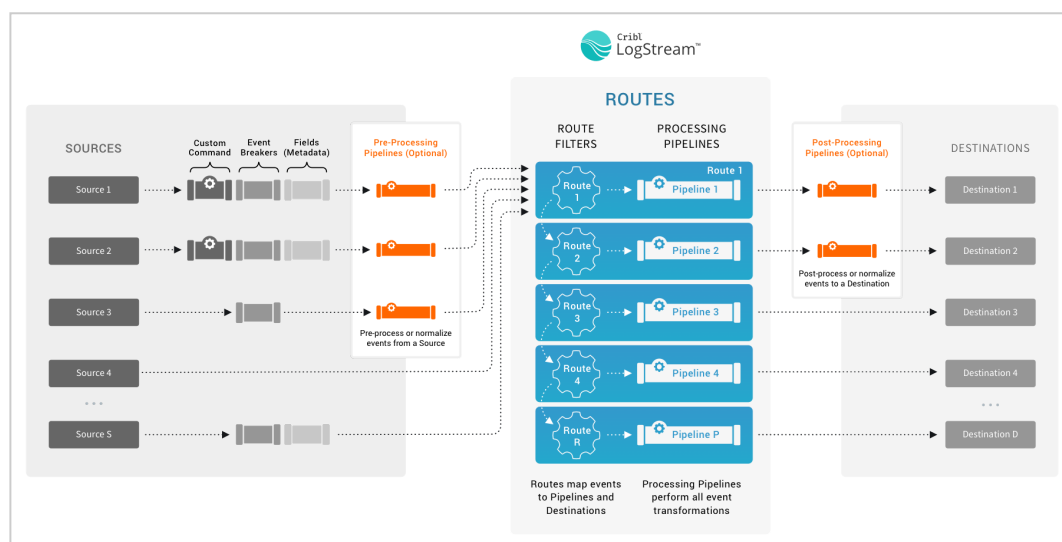 Cribl
LogStream™
ROUTES
ROUTE
FILTERS
PROCESSING
PIPELINES
SOURCES
Custom
Command
Event
Breakers
Fields
(Metadata)
Pre-Processing
Pipelines (Optional)
Post-Processing
Pipelines (Optional)
DESTINATIONS
Source 1
Route 1
Route
1
Pipeline 1
Destination 1
Source 2
Route
2
Pipeline 2
Destination 2
Post-process or normalize
events to a Destination
Source 3
Pre-process or normalize
events from a Source
Route
3
Pipeline 3
Destination 3
Source 4
Route
4
Pipeline 4
Destination 4
...
...
Source S
Route
R
Pipeline P
Destination D
Routes map events
to Pipelines and
Destinations
Processing Pipelines
perform all event
transformations